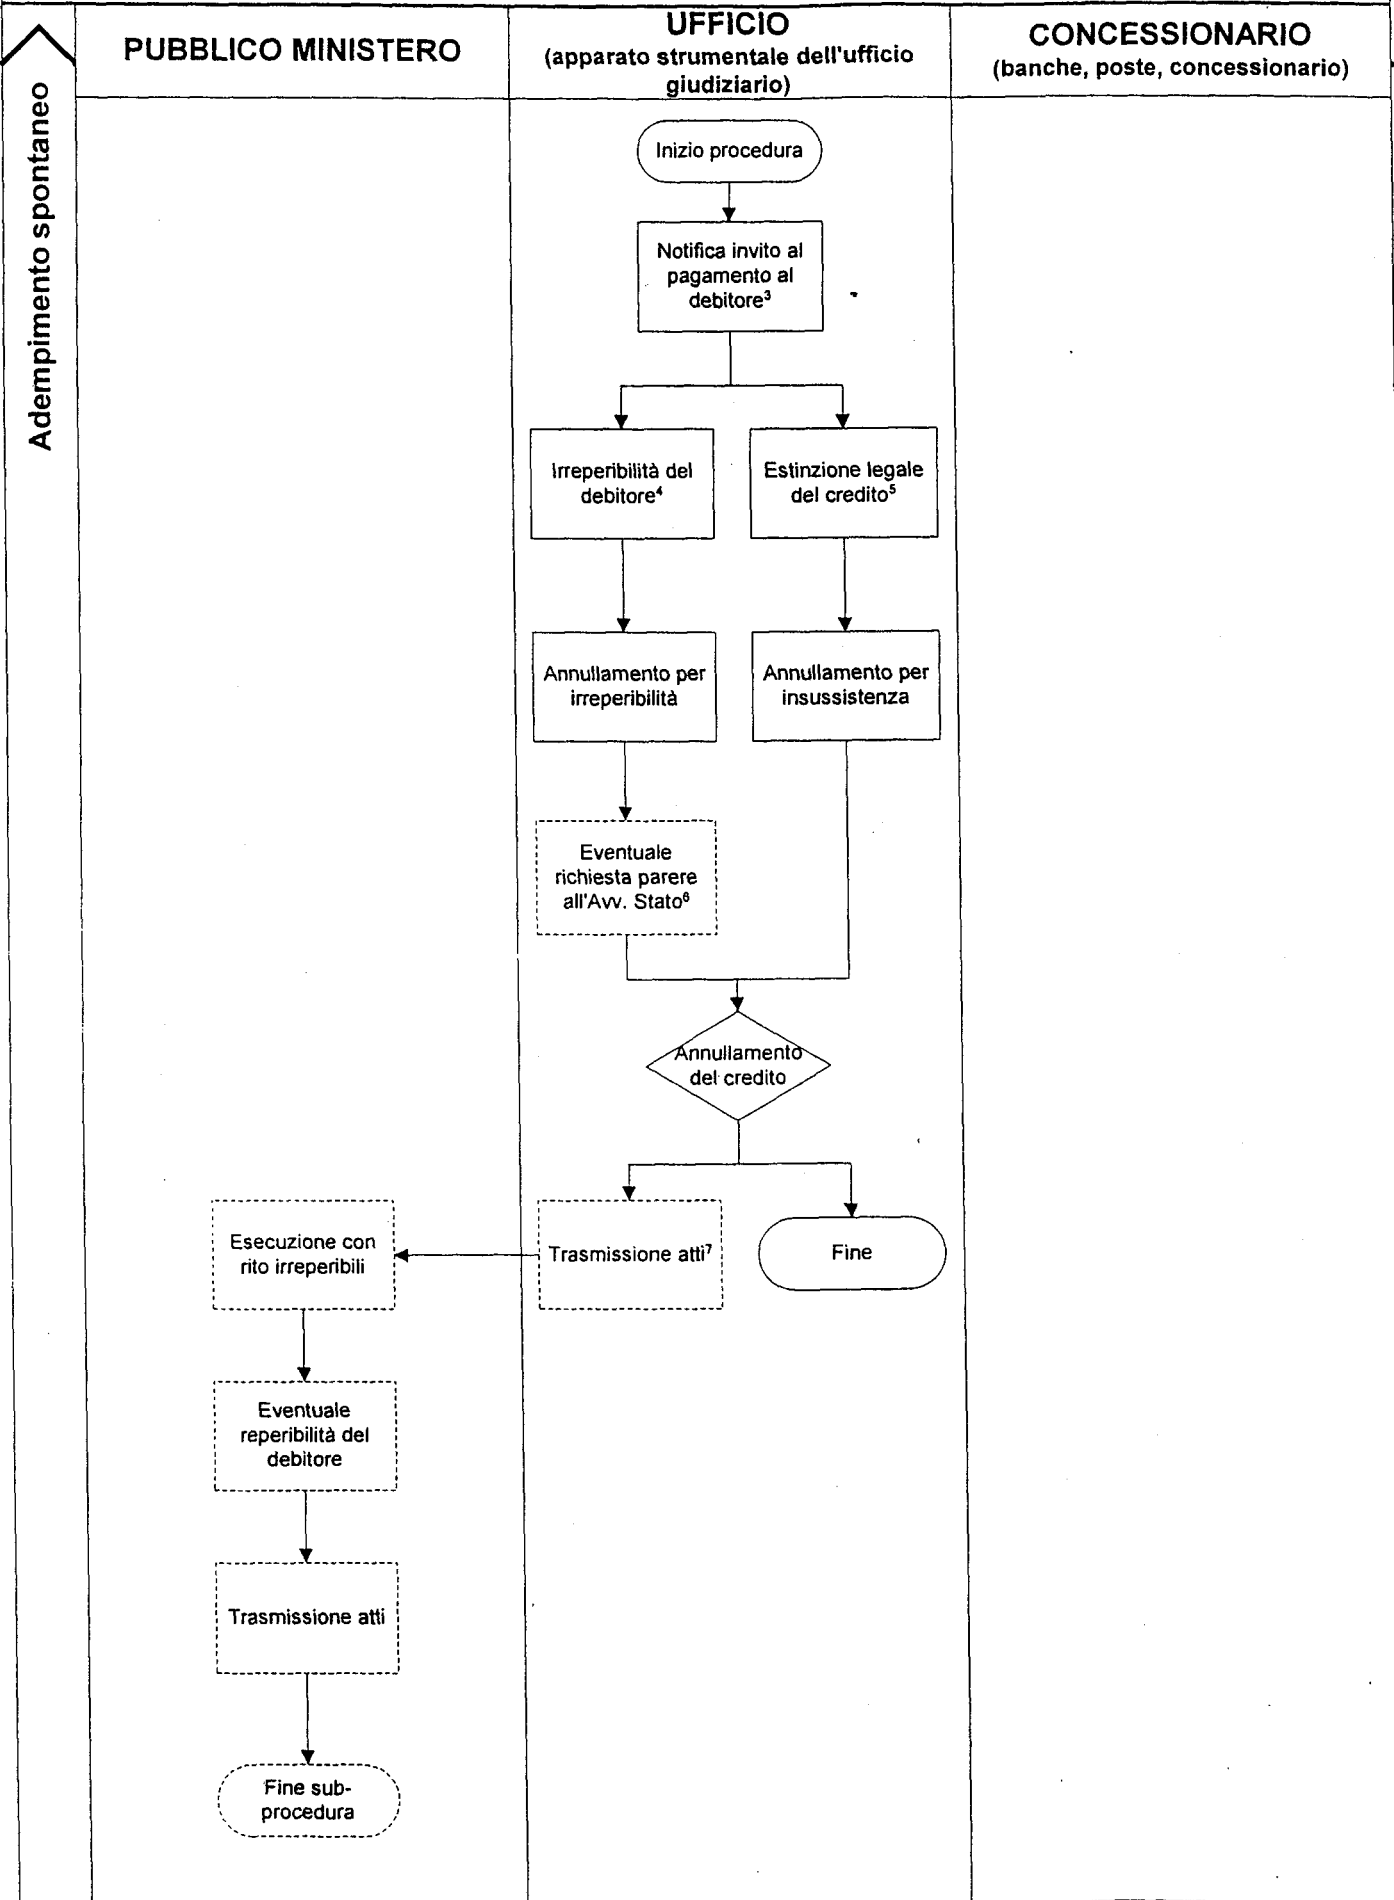 PUBBLICO MINISTERO
UFFICIO
(apparato strumentale dell'ufficio
giudiziario)
CONCESSIONARIO
(banche, poste, concessionario)
Adempimento spontaneo
Inizio procedura
Notifica invito al
pagamento al
debitore³
Irreperibilità del
debitore⁴
Estinzione legale
del credito⁵
Annullamento per
irreperibilità
Annullamento per
insussistenza
Eventuale
richiesta parere
all'Avv. Stato⁶
Annullamento
del credito
Esecuzione con
rito irreperibili
Trasmissione atti⁷
Fine
Eventuale
reperibilità del
debitore
Trasmissione atti
Fine sub-
procedura